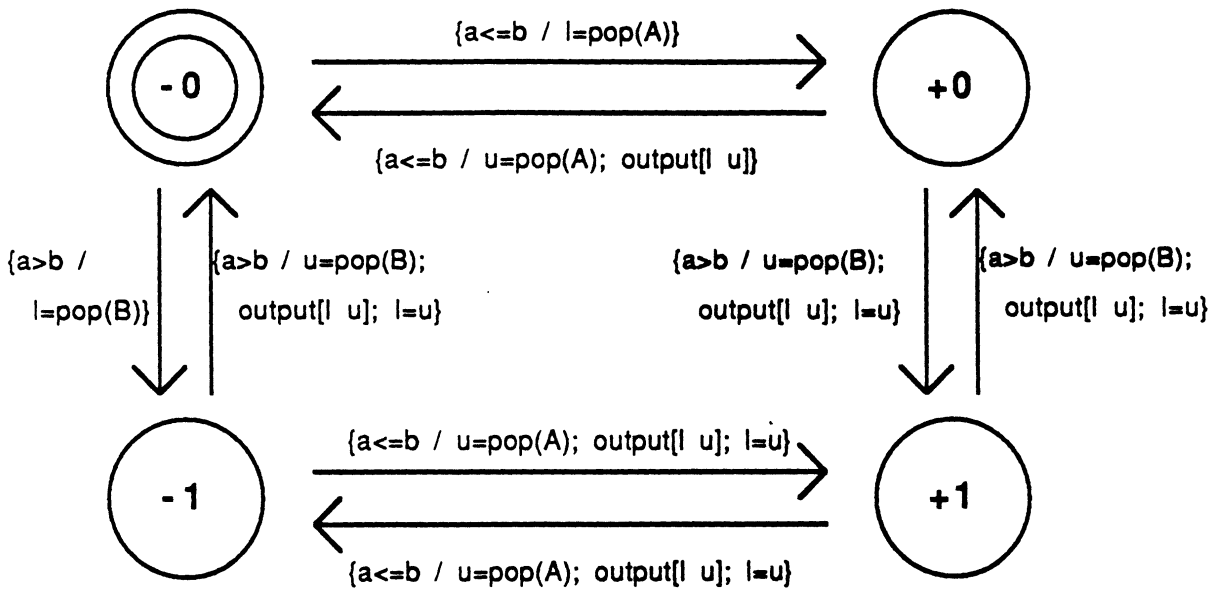 {a<=b / l=pop(A)}
-0
+0
{a<=b / u=pop(A); output[l u]}
{a>b /
l=pop(B)}
{a>b / u=pop(B);
output[l u]; l=u}
{a>b / u=pop(B);
output[l u]; l=u}
{a>b / u=pop(B);
output[l u]; l=u}
{a<=b / u=pop(A); output[l u]; l=u}
-1
+1
{a<=b / u=pop(A); output[l u]; l=u}